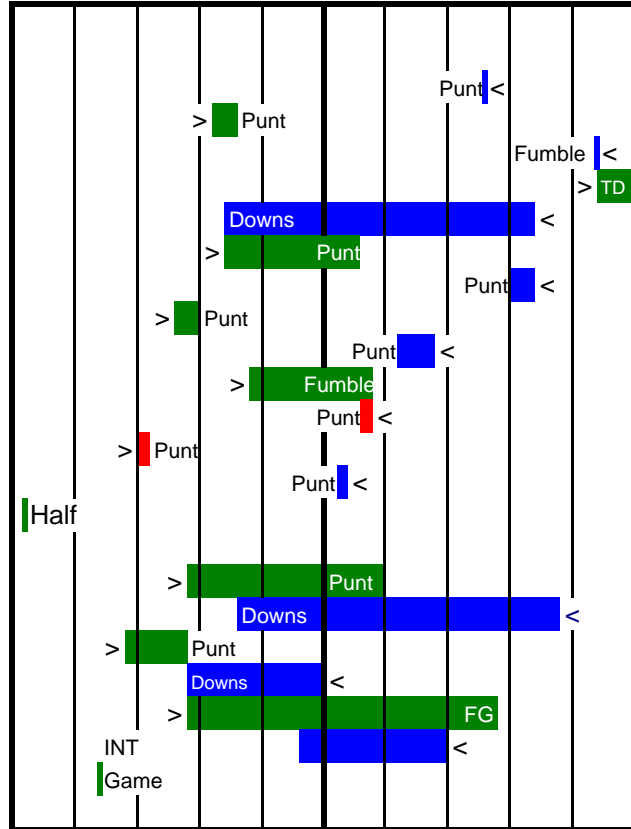 Punt <
> Punt
Fumble <
> TD
Downs <
> Punt
Punt <
> Punt
Punt <
> Fumble
Punt <
> Punt
Punt <
Half
> Punt
Downs <
> Punt
Downs <
> FG
INT <
Game